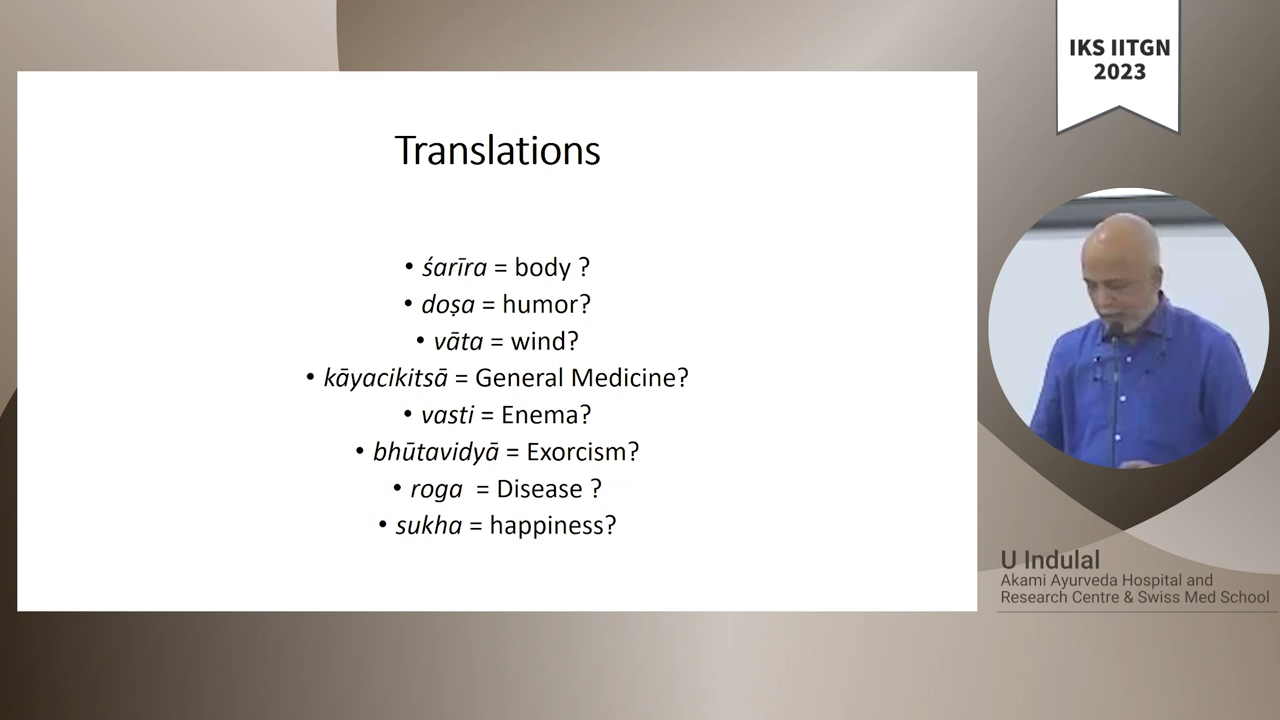 IKS IITGN
2023
Translations
• śarīra = body ?
• doṣa = humor?
• vāta = wind?
• kāyacikitsā = General Medicine?
• vasti = Enema?
• bhūtavidyā = Exorcism?
• roga = Disease ?
• sukha = happiness?
U Indulal
Akami Ayurveda Hospital and
Research Centre & Swiss Med School